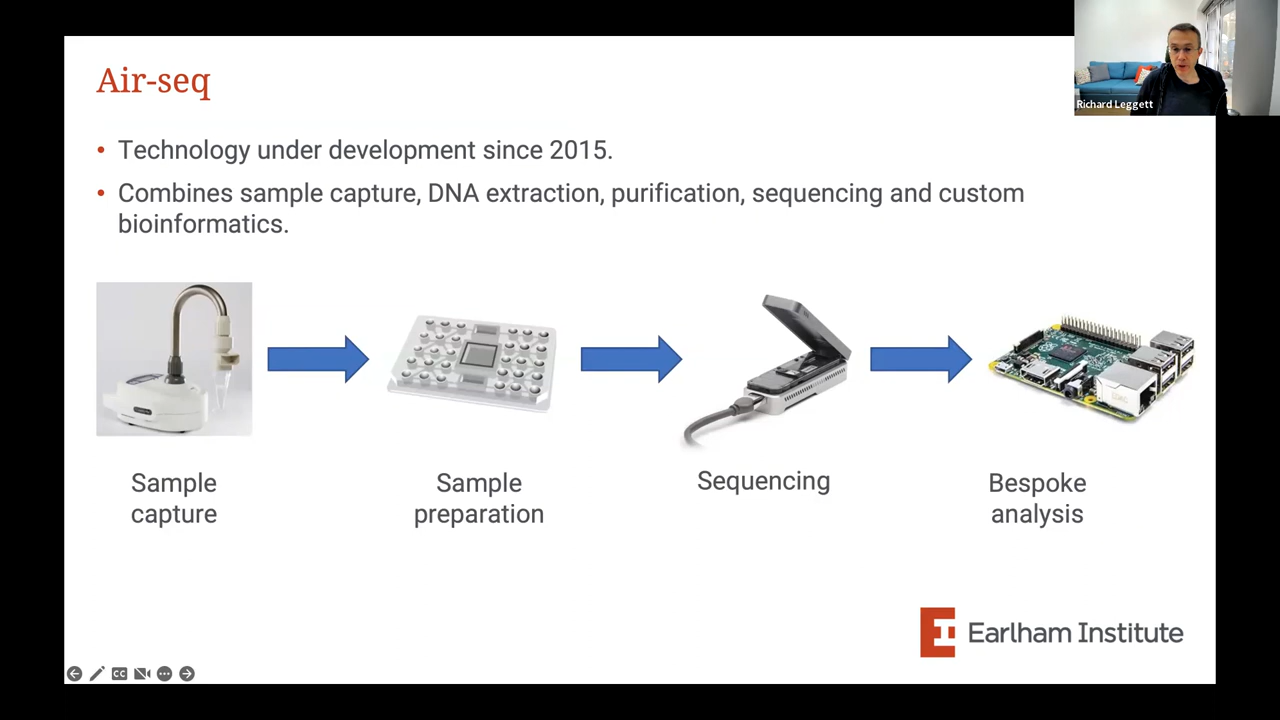 Air-seq
Richard Leggett
• Technology under development since 2015.
• Combines sample capture, DNA extraction, purification, sequencing and custom
bioinformatics.
Sample
capture
Sample
preparation
Sequencing
Bespoke
analysis
Earlham Institute
CC